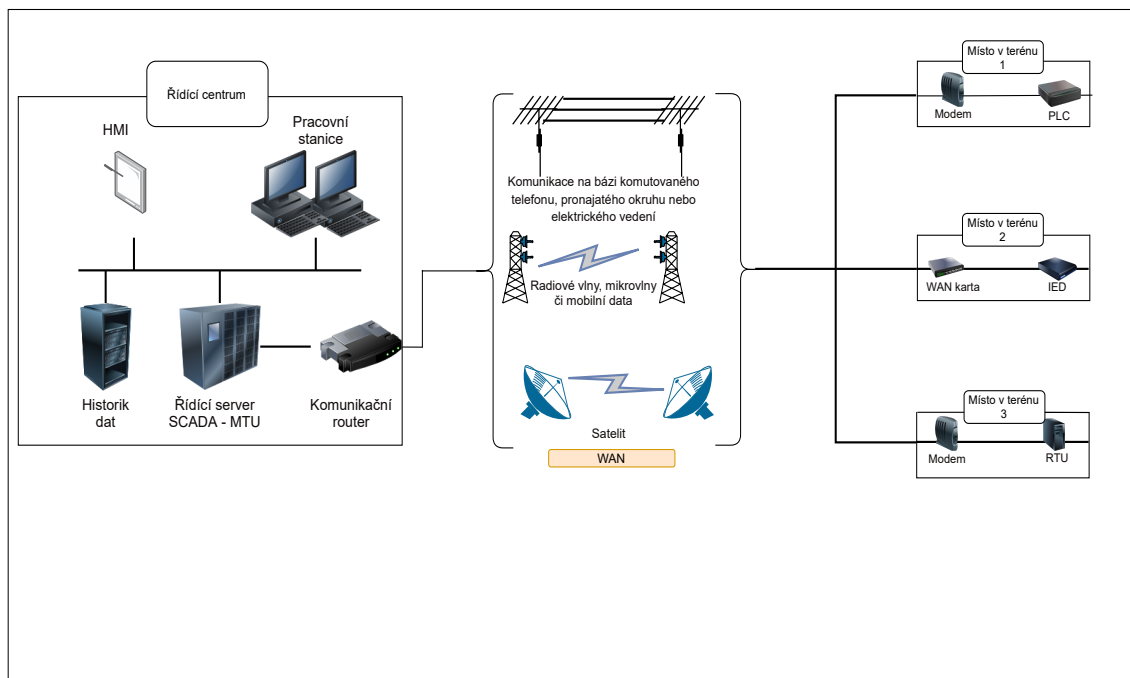 Řídící centrum
HMI
Pracovní
stanice
Historik
dat
Řídící server
SCADA - MTU
Komunikační
router
Komunikace na bázi komutovaného
telefonu, pronajatého okruhu nebo
elektrického vedení
Radiové vlny, mikrovlny
či mobilní data
Satelit
WAN
Místo v terénu
1
Modem
PLC
Místo v terénu
2
WAN karta
IED
Místo v terénu
3
Modem
RTU